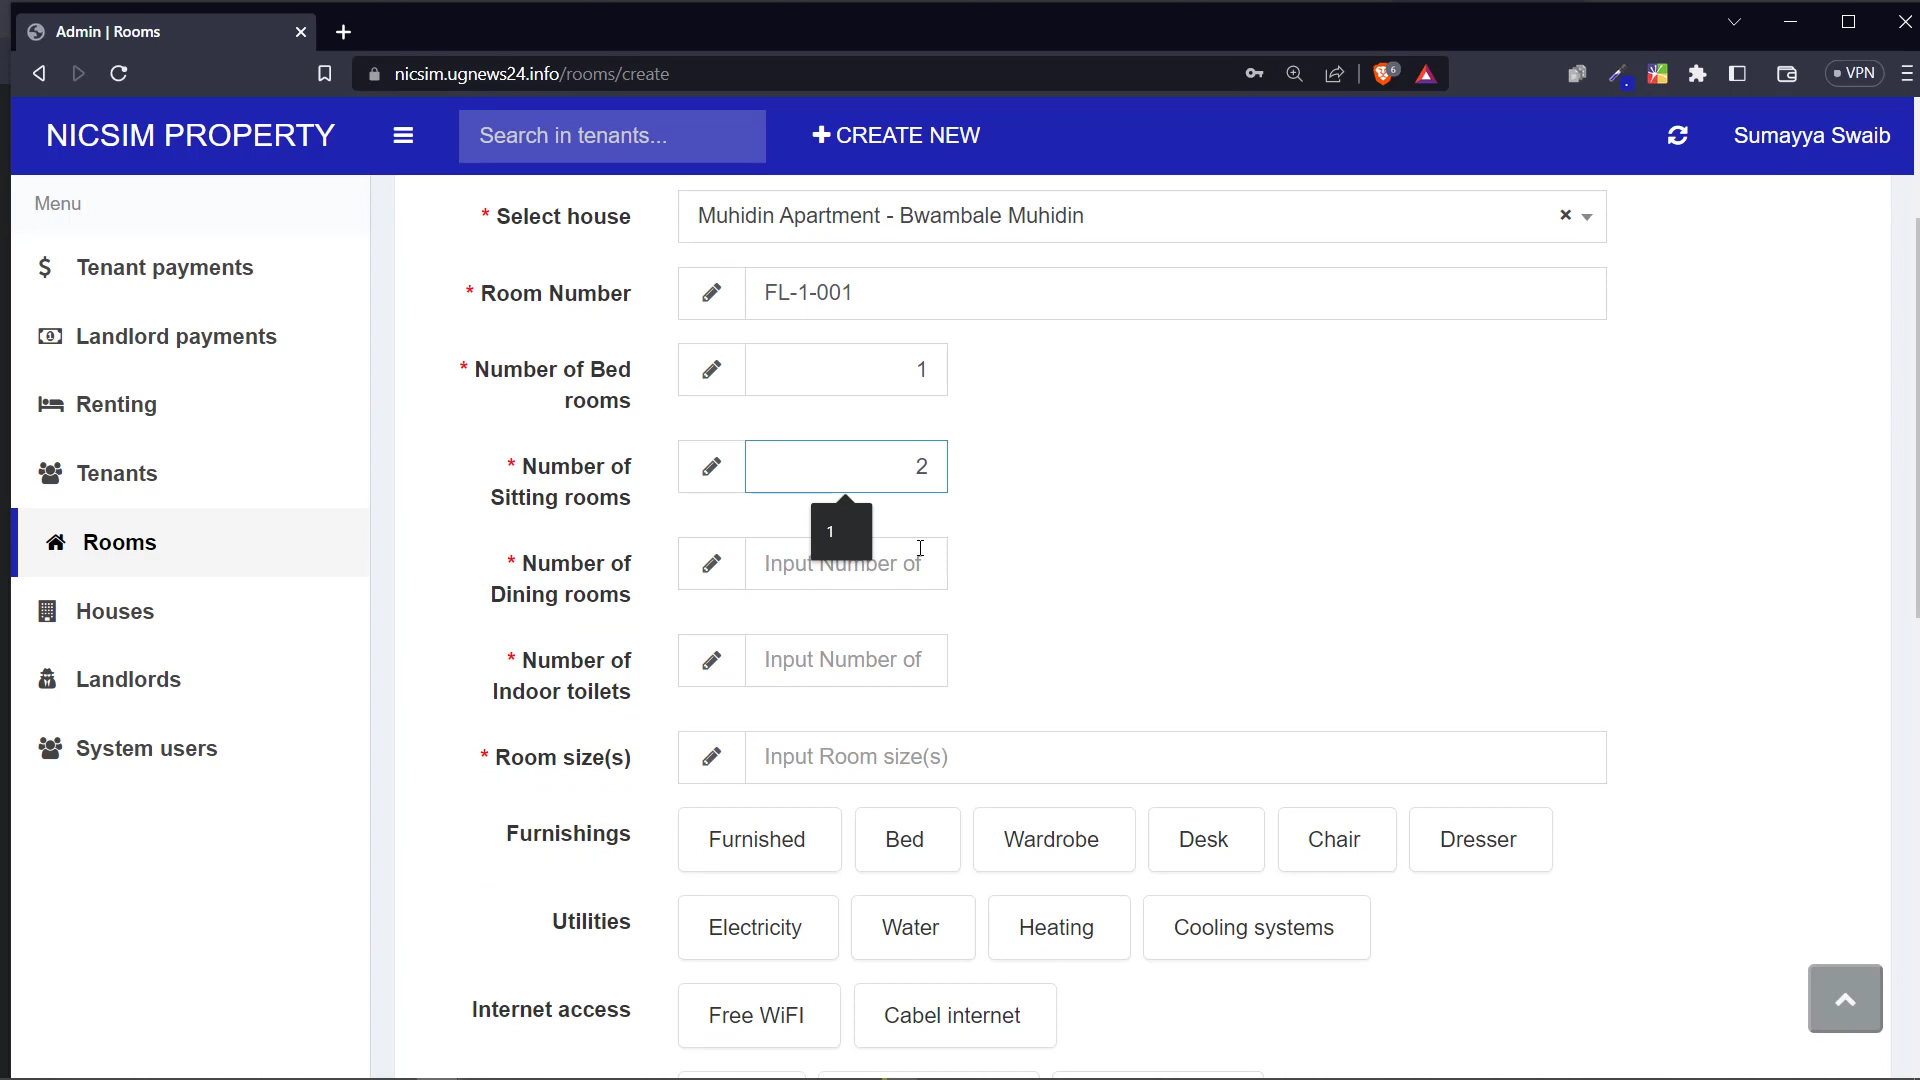 Admin | Rooms
nicsim.ugnews24.info/rooms/create
6
VPN
NICSIM PROPERTY
Search in tenants...
CREATE NEW
Sumayya Swaib
Menu
Tenant payments
Landlord payments
Renting
Tenants
Rooms
Houses
Landlords
System users
* Select house
Muhidin Apartment - Bwambale Muhidin
* Room Number
FL-1-001
* Number of Bed
rooms
1
* Number of
Sitting rooms
2
1
* Number of
Dining rooms
Input Number of
* Number of
Indoor toilets
Input Number of
* Room size(s)
Input Room size(s)
Furnishings
Furnished
Bed
Wardrobe
Desk
Chair
Dresser
Utilities
Electricity
Water
Heating
Cooling systems
Internet access
Free WiFI
Cabel internet